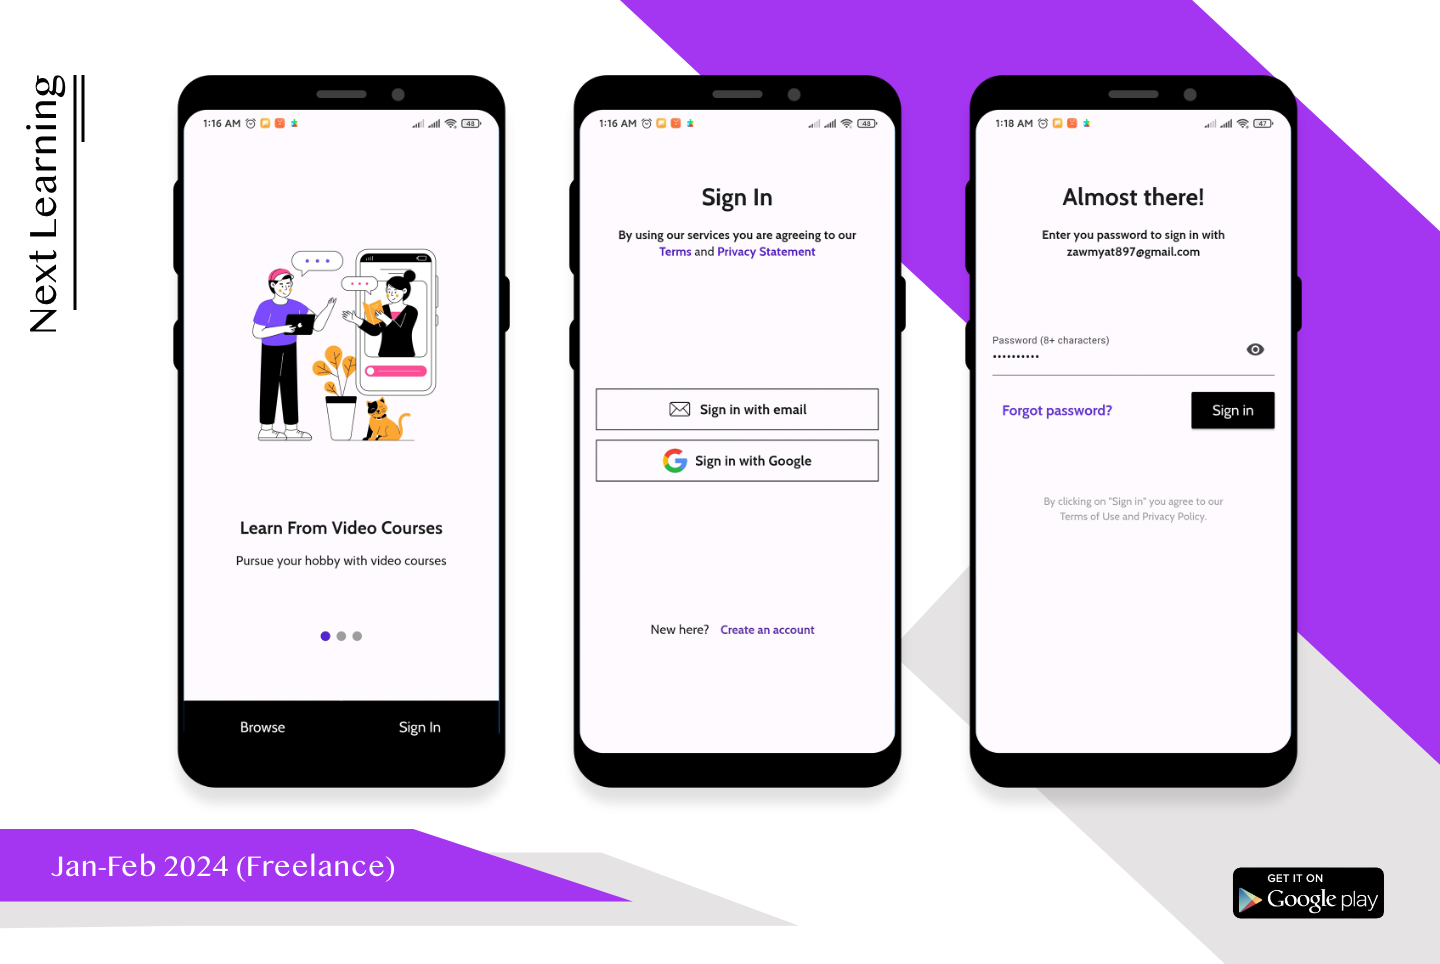 Next Learning
1:16 AM
48
Learn From Video Courses
Pursue your hobby with video courses
Browse
Sign In
1:16 AM
48
Sign In
By using our services you are agreeing to our
Terms and Privacy Statement
Sign in with email
Sign in with Google
New here? Create an account
1:18 AM
47
Almost there!
Enter you password to sign in with
zawmyat897@gmail.com
Password (8+ characters)
••••••••••
Forgot password?
Sign in
By clicking on "Sign in" you agree to our
Terms of Use and Privacy Policy.
Jan-Feb 2024 (Freelance)
GET IT ON
Google play